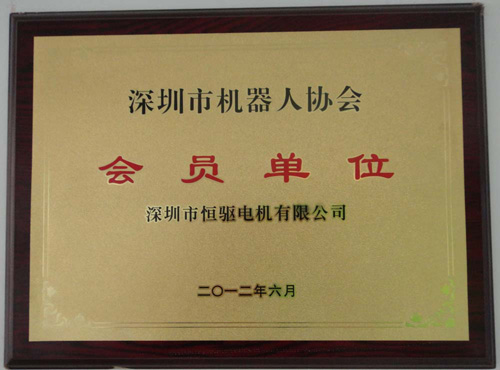 深圳市机器人协会
会员单位
深圳市恒驱电机有限公司
二〇一二年六月